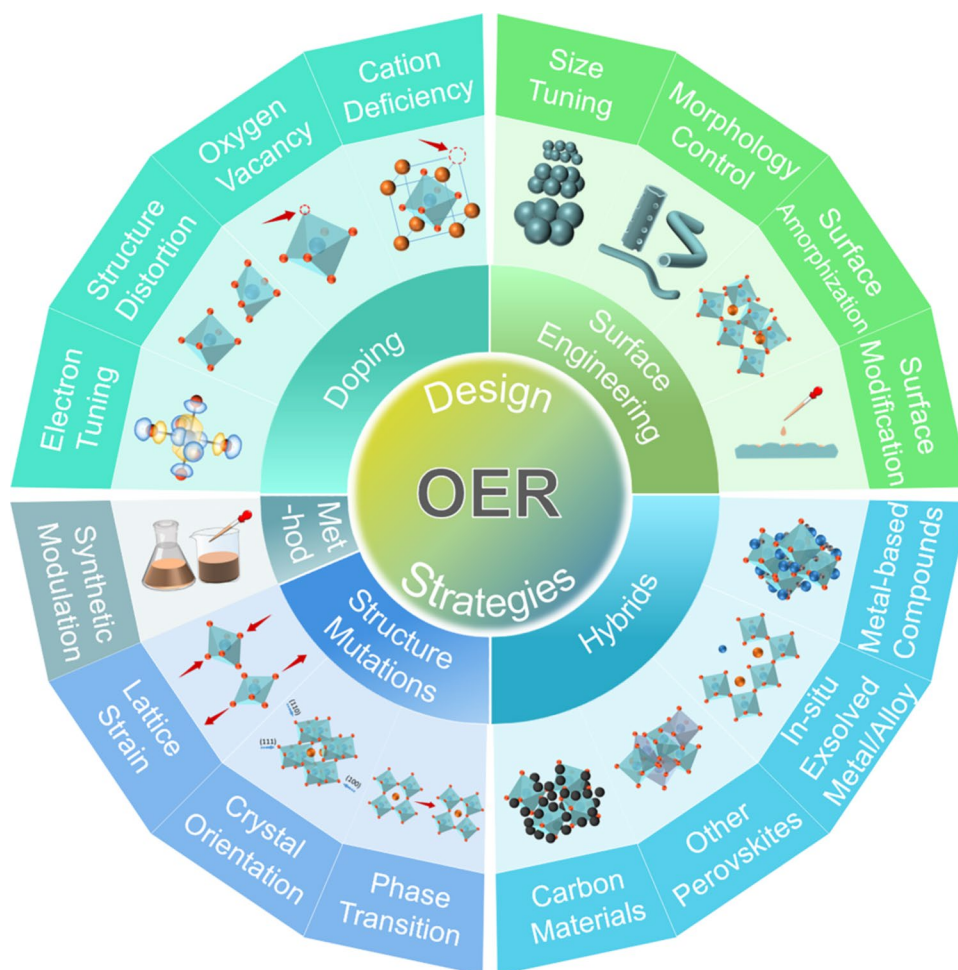 Design
OER
Strategies
Doping
Electron
Tuning
Structure
Distortion
Oxygen
Vacancy
Cation
Deficiency
Surface
Engineering
Size
Tuning
Morphology
Control
Surface
Amorphization
Surface
Modification
Hybrids
Metal-based
Compounds
In-situ
Exsolved
Metal/Alloy
Other
Perovskites
Carbon
Materials
Structure
Mutations
Phase
Transition
Crystal
Orientation
(110)
(111)
(100)
Lattice
Strain
Met
-hod
Synthetic
Modulation